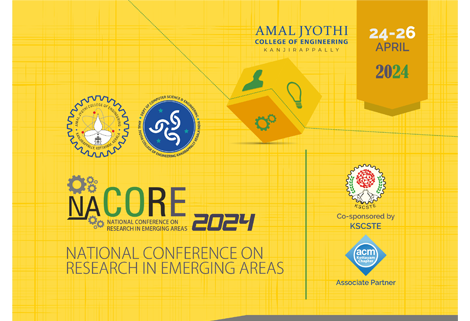 AMAL JYOTHI
COLLEGE OF ENGINEERING
KANJIRAPPALLY
24-26
APRIL
2024
NACORE 2024
NATIONAL CONFERENCE ON
RESEARCH IN EMERGING AREAS
NATIONAL CONFERENCE ON
RESEARCH IN EMERGING AREAS
KSCSTE
Co-sponsored by
KSCSTE
acm
Associate Partner